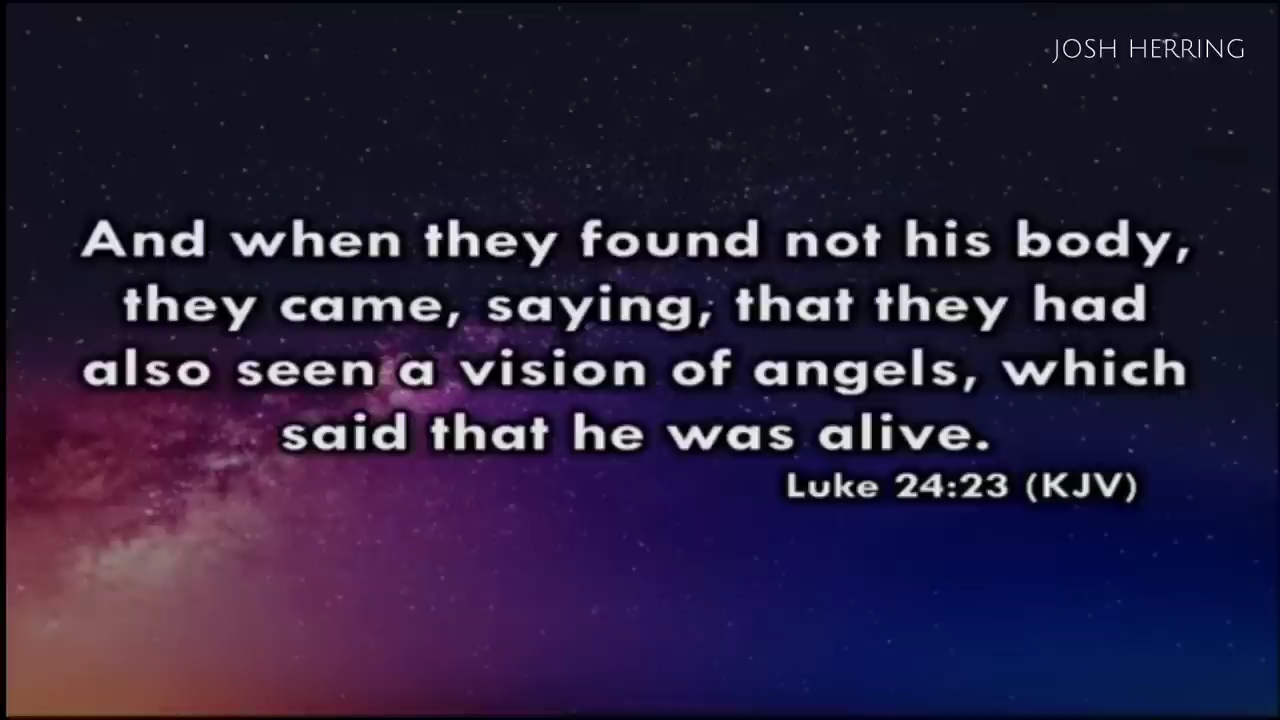 JOSH HERRING
And when they found not his body,
they came, saying, that they had
also seen a vision of angels, which
said that he was alive.
Luke 24:23 (KJV)